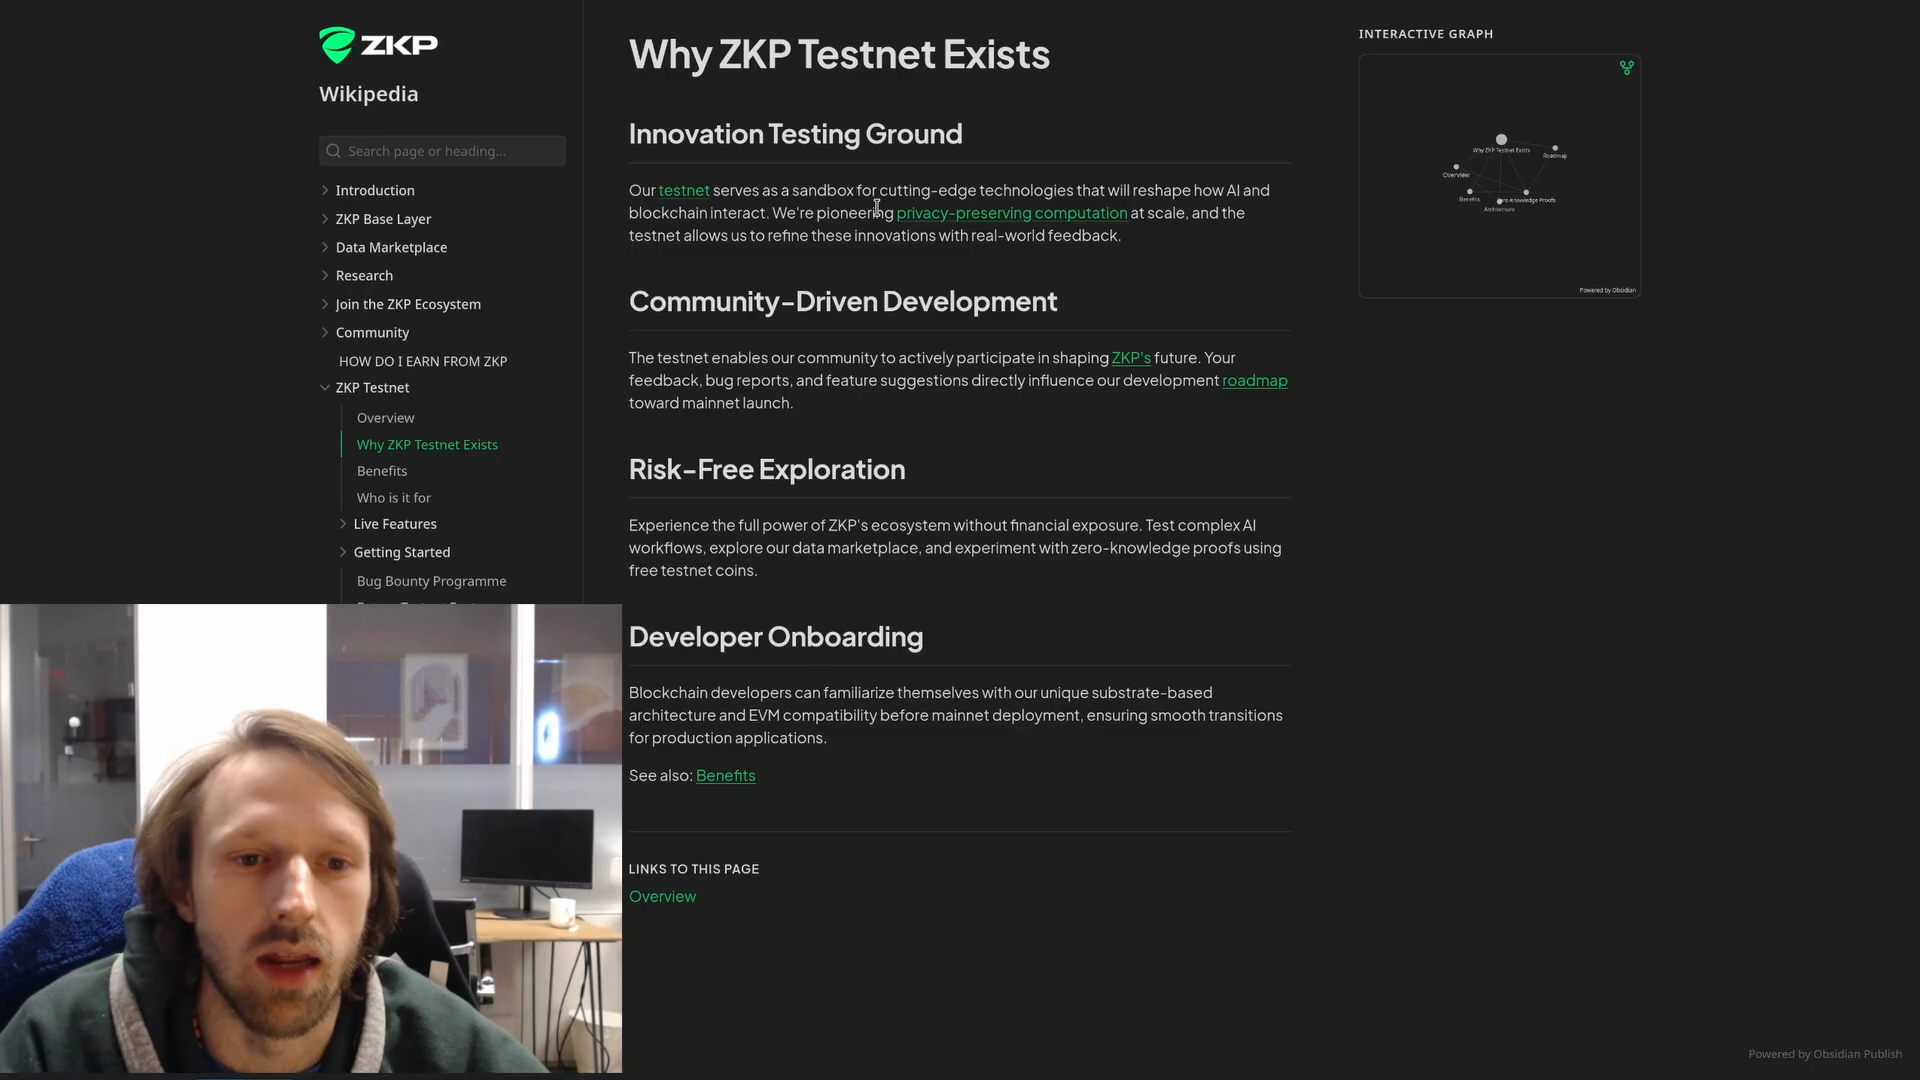 ZKP
Wikipedia
Search page or heading...
Introduction
ZKP Base Layer
Data Marketplace
Research
Join the ZKP Ecosystem
Community
HOW DO I EARN FROM ZKP
ZKP Testnet
Overview
Why ZKP Testnet Exists
Benefits
Who is it for
Live Features
Getting Started
Bug Bounty Programme
Why ZKP Testnet Exists
Innovation Testing Ground
Our testnet serves as a sandbox for cutting-edge technologies that will reshape how AI and
blockchain interact. We're pioneering privacy-preserving computation at scale, and the
testnet allows us to refine these innovations with real-world feedback.
Community-Driven Development
The testnet enables our community to actively participate in shaping ZKP's future. Your
feedback, bug reports, and feature suggestions directly influence our development roadmap
toward mainnet launch.
Risk-Free Exploration
Experience the full power of ZKP's ecosystem without financial exposure. Test complex AI
workflows, explore our data marketplace, and experiment with zero-knowledge proofs using
free testnet coins.
Developer Onboarding
Blockchain developers can familiarize themselves with our unique substrate-based
architecture and EVM compatibility before mainnet deployment, ensuring smooth transitions
for production applications.
See also: Benefits
LINKS TO THIS PAGE
Overview
INTERACTIVE GRAPH
Why ZKP Testnet Exists
Roadmap
Overview
Benefits
Zero-Knowledge Proofs
Architecture
Powered by Obsidian
Powered by Obsidian Publish